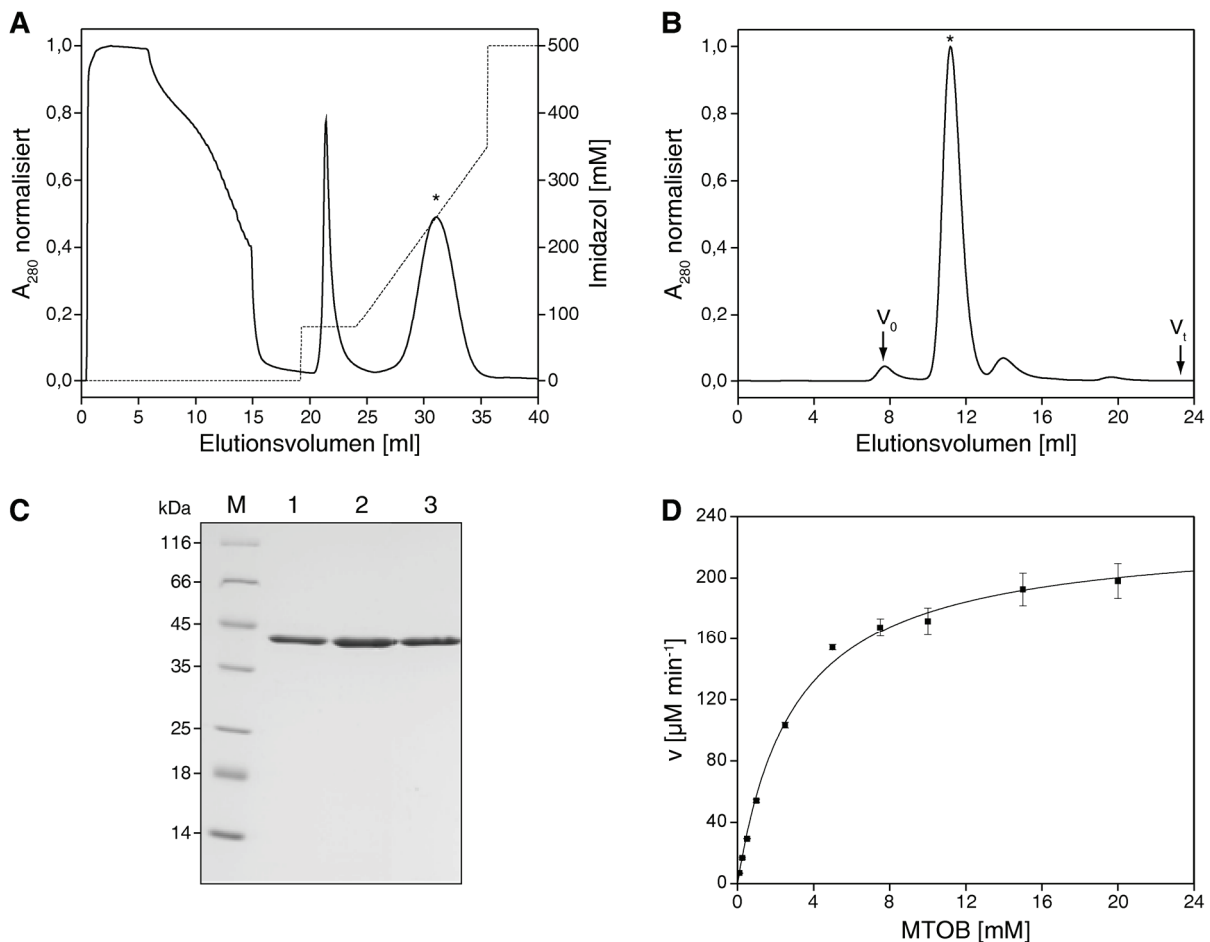 A
1,0
0,8
0,6
0,4
0,2
0,0
A280 normalisiert
*
500
400
300
200
100
0
Imidazol [mM]
0 5 10 15 20 25 30 35 40
Elutionsvolumen [ml]
B
1,0
0,8
0,6
0,4
0,2
0,0
A280 normalisiert
*
V0
Vt
0 4 8 12 16 20 24
Elutionsvolumen [ml]
C
kDa M 1 2 3
116
66
45
35
25
18
14
D
240
200
160
120
80
40
0
v [µM min-1]
0 4 8 12 16 20 24
MTOB [mM]